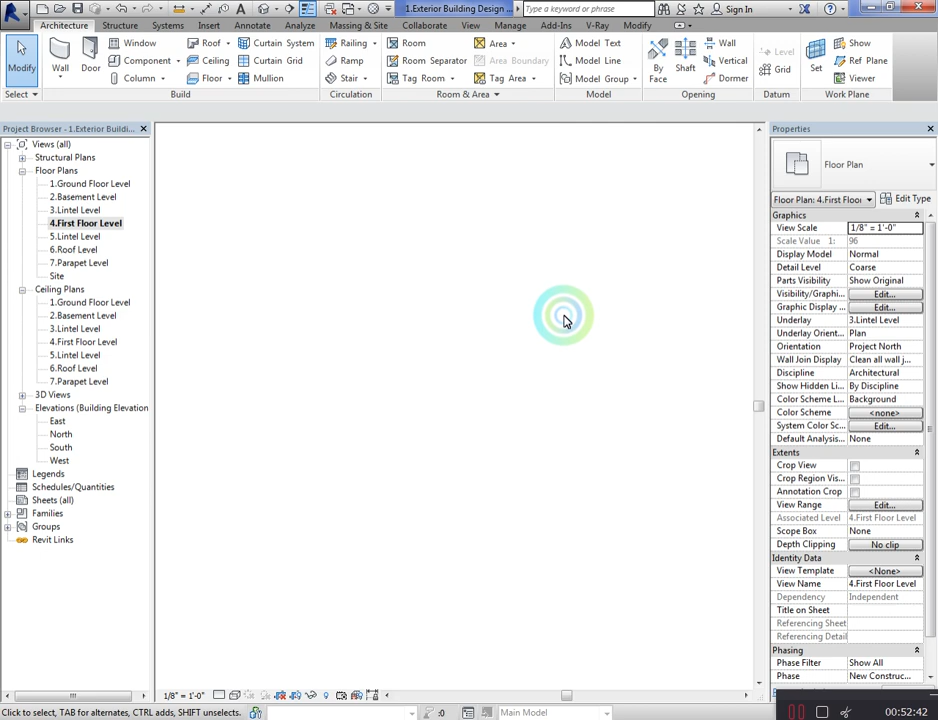 1.Exterior Building Design ...
Type a keyword or phrase
Sign In
Architecture Structure Systems Insert Annotate Analyze Massing & Site Collaborate View Manage Add-Ins V-Ray Modify
Modify
Wall
Door
Window
Component
Column
Roof
Ceiling
Floor
Curtain System
Curtain Grid
Mullion
Railing
Ramp
Stair
Room
Room Separator
Tag Room
Area
Area Boundary
Tag Area
Model Text
Model Line
Model Group
By Face
Shaft
Wall
Vertical
Dormer
Level
Grid
Set
Show
Ref Plane
Viewer
Select Build Circulation Room & Area Model Opening Datum Work Plane
Project Browser - 1.Exterior Buildi...
Views (all)
Structural Plans
Floor Plans
1.Ground Floor Level
2.Basement Level
3.Lintel Level
4.First Floor Level
5.Lintel Level
6.Roof Level
7.Parapet Level
Site
Ceiling Plans
1.Ground Floor Level
2.Basement Level
3.Lintel Level
4.First Floor Level
5.Lintel Level
6.Roof Level
7.Parapet Level
3D Views
Elevations (Building Elevation
East
North
South
West
Legends
Schedules/Quantities
Sheets (all)
Families
Groups
Revit Links
Properties
Floor Plan
Floor Plan: 4.First Floor Edit Type
Graphics
View Scale 1/8" = 1'-0"
Scale Value 1: 96
Display Model Normal
Detail Level Coarse
Parts Visibility Show Original
Visibility/Graphi... Edit...
Graphic Display ... Edit...
Underlay 3.Lintel Level
Underlay Orient... Plan
Orientation Project North
Wall Join Display Clean all wall j...
Discipline Architectural
Show Hidden Li... By Discipline
Color Scheme L... Background
Color Scheme <none>
System Color Sc... Edit...
Default Analysis... None
Extents
Crop View
Crop Region Vis...
Annotation Crop
View Range Edit...
Associated Level 4.First Floor Level
Scope Box None
Depth Clipping No clip
Identity Data
View Template <None>
View Name 4.First Floor Level
Dependency Independent
Title on Sheet
Referencing Sheet
Referencing Detail
Phasing
Phase Filter Show All
Phase New Construc...
1/8" = 1'-0"
Click to select, TAB for alternates, CTRL adds, SHIFT unselects.
:0
Main Model
00:52:42